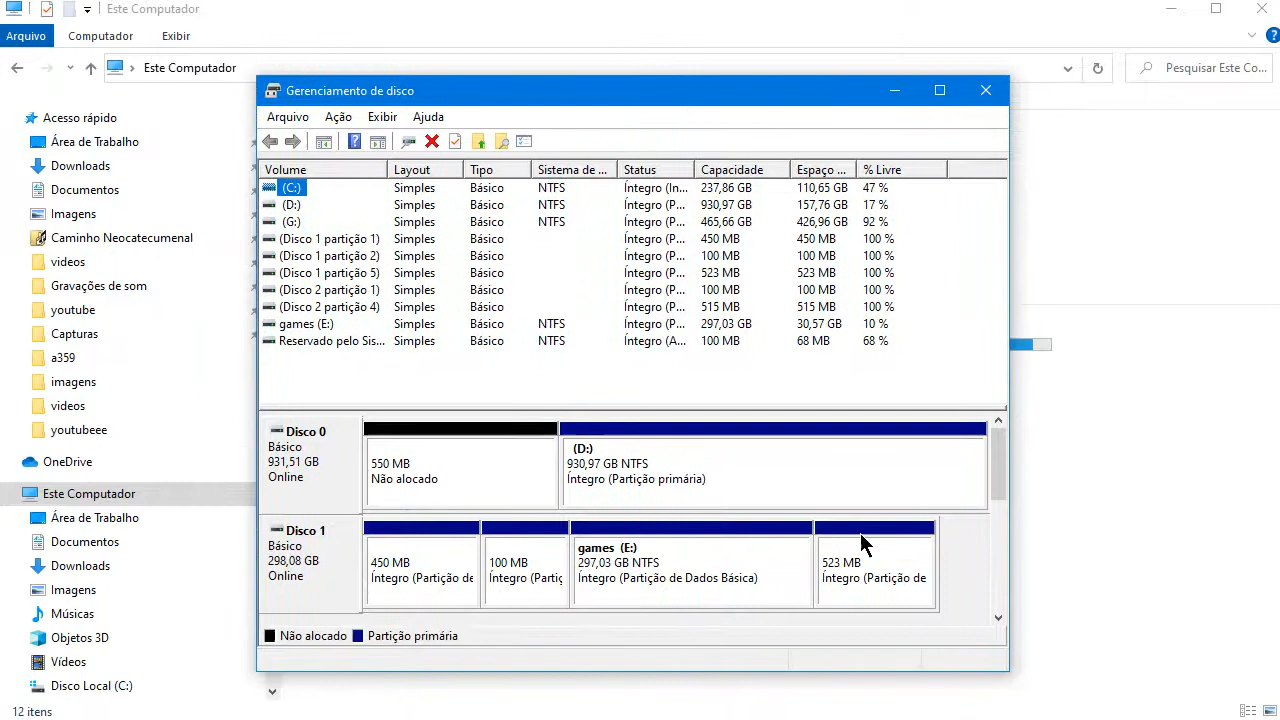 Este Computador
Arquivo Computador Exibir
Este Computador
Pesquisar Este Co...
Acesso rápido
Área de Trabalho
Downloads
Documentos
Imagens
Caminho Neocatecumenal
videos
Gravações de som
youtube
Capturas
a359
imagens
videos
youtubeee
OneDrive
Este Computador
Área de Trabalho
Documentos
Downloads
Imagens
Músicas
Objetos 3D
Vídeos
Disco Local (C:)
12 itens
Gerenciamento de disco
Arquivo Ação Exibir Ajuda
Volume Layout Tipo Sistema de ... Status Capacidade Espaço ... % Livre
(C:) Simples Básico NTFS Íntegro (In... 237,86 GB 110,65 GB 47 %
(D:) Simples Básico NTFS Íntegro (P... 930,97 GB 157,76 GB 17 %
(G:) Simples Básico NTFS Íntegro (P... 465,66 GB 426,96 GB 92 %
(Disco 1 partição 1) Simples Básico Íntegro (P... 450 MB 450 MB 100 %
(Disco 1 partição 2) Simples Básico Íntegro (P... 100 MB 100 MB 100 %
(Disco 1 partição 5) Simples Básico Íntegro (P... 523 MB 523 MB 100 %
(Disco 2 partição 1) Simples Básico Íntegro (P... 100 MB 100 MB 100 %
(Disco 2 partição 4) Simples Básico Íntegro (P... 515 MB 515 MB 100 %
games (E:) Simples Básico NTFS Íntegro (P... 297,03 GB 30,57 GB 10 %
Reservado pelo Sis... Simples Básico NTFS Íntegro (A... 100 MB 68 MB 68 %
Disco 0
Básico
931,51 GB
Online
550 MB
Não alocado
(D:)
930,97 GB NTFS
Íntegro (Partição primária)
Disco 1
Básico
298,08 GB
Online
450 MB
Íntegro (Partição de
100 MB
Íntegro (Partiç
games (E:)
297,03 GB NTFS
Íntegro (Partição de Dados Básica)
523 MB
Íntegro (Partição de
Não alocado Partição primária